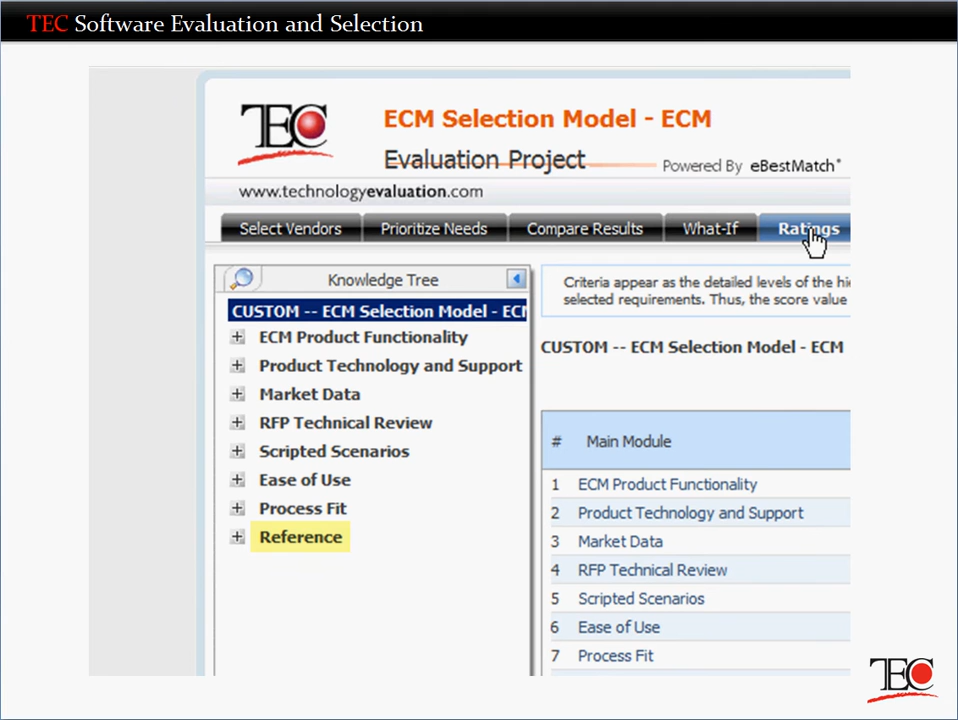 TEC Software Evaluation and Selection
TEC
ECM Selection Model - ECM
Evaluation Project
Powered By eBestMatch
www.technologyevaluation.com
Select Vendors Prioritize Needs Compare Results What-If Ratings
Knowledge Tree
CUSTOM -- ECM Selection Model - ECM
ECM Product Functionality
Product Technology and Support
Market Data
RFP Technical Review
Scripted Scenarios
Ease of Use
Process Fit
Reference
Criteria appear as the detailed levels of the hi
selected requirements. Thus, the score value
CUSTOM -- ECM Selection Model - ECM
# Main Module
1 ECM Product Functionality
2 Product Technology and Support
3 Market Data
4 RFP Technical Review
5 Scripted Scenarios
6 Ease of Use
7 Process Fit
TEC